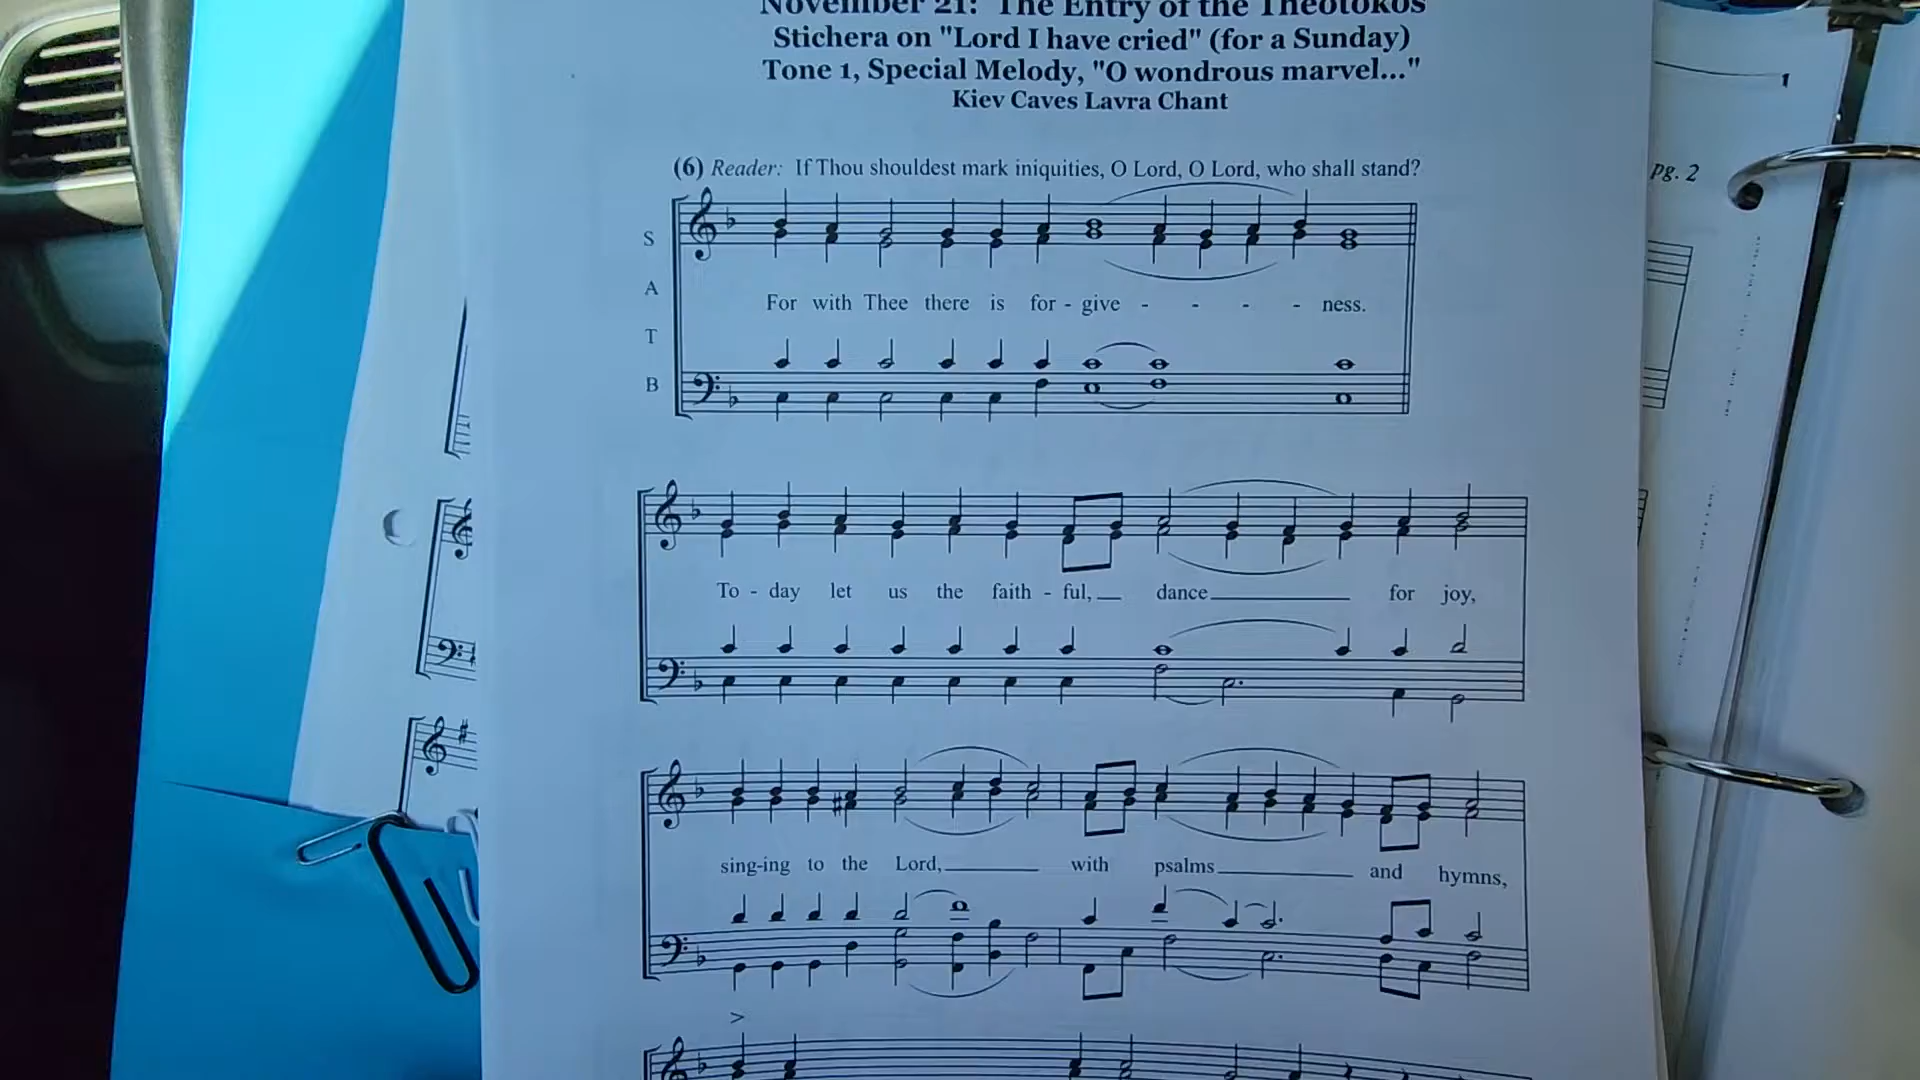 November 21: The Entry of the Theotokos
Stichera on "Lord I have cried" (for a Sunday)
Tone 1, Special Melody, "O wondrous marvel..."
Kiev Caves Lavra Chant
1
pg. 2
(6) Reader: If Thou shouldest mark iniquities, O Lord, O Lord, who shall stand?
S
A
For with Thee there is for - give - - - - ness.
T
B
To - day let us the faith - ful, dance for joy,
sing-ing to the Lord, with psalms and hymns,